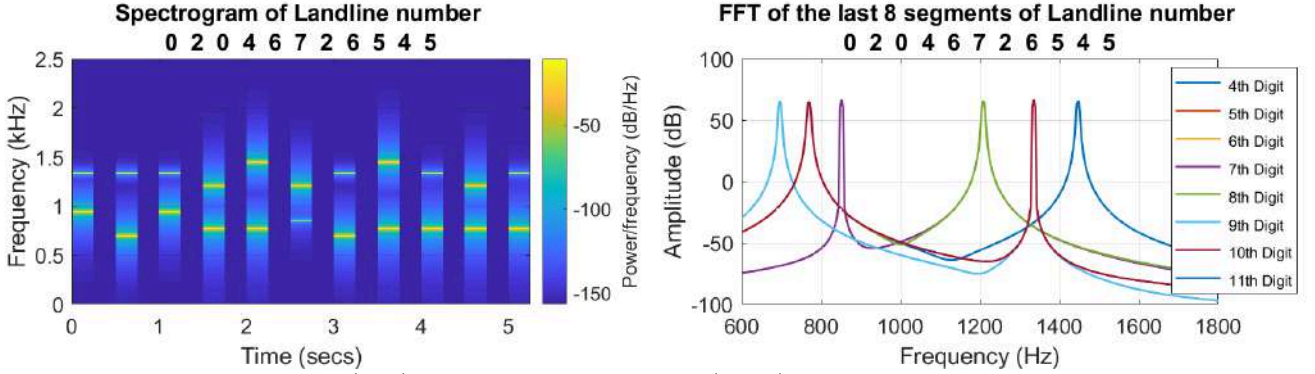 Spectrogram of Landline number
0 2 0 4 6 7 2 6 5 4 5
2.5
2
1.5
1
0.5
0
Frequency (kHz)
0 1 2 3 4 5
Time (secs)
-50
-100
-150
Power/frequency (dB/Hz)
FFT of the last 8 segments of Landline number
0 2 0 4 6 7 2 6 5 4 5
100
50
0
-50
-100
Amplitude (dB)
600 800 1000 1200 1400 1600 1800
Frequency (Hz)
4th Digit
5th Digit
6th Digit
7th Digit
8th Digit
9th Digit
10th Digit
11th Digit